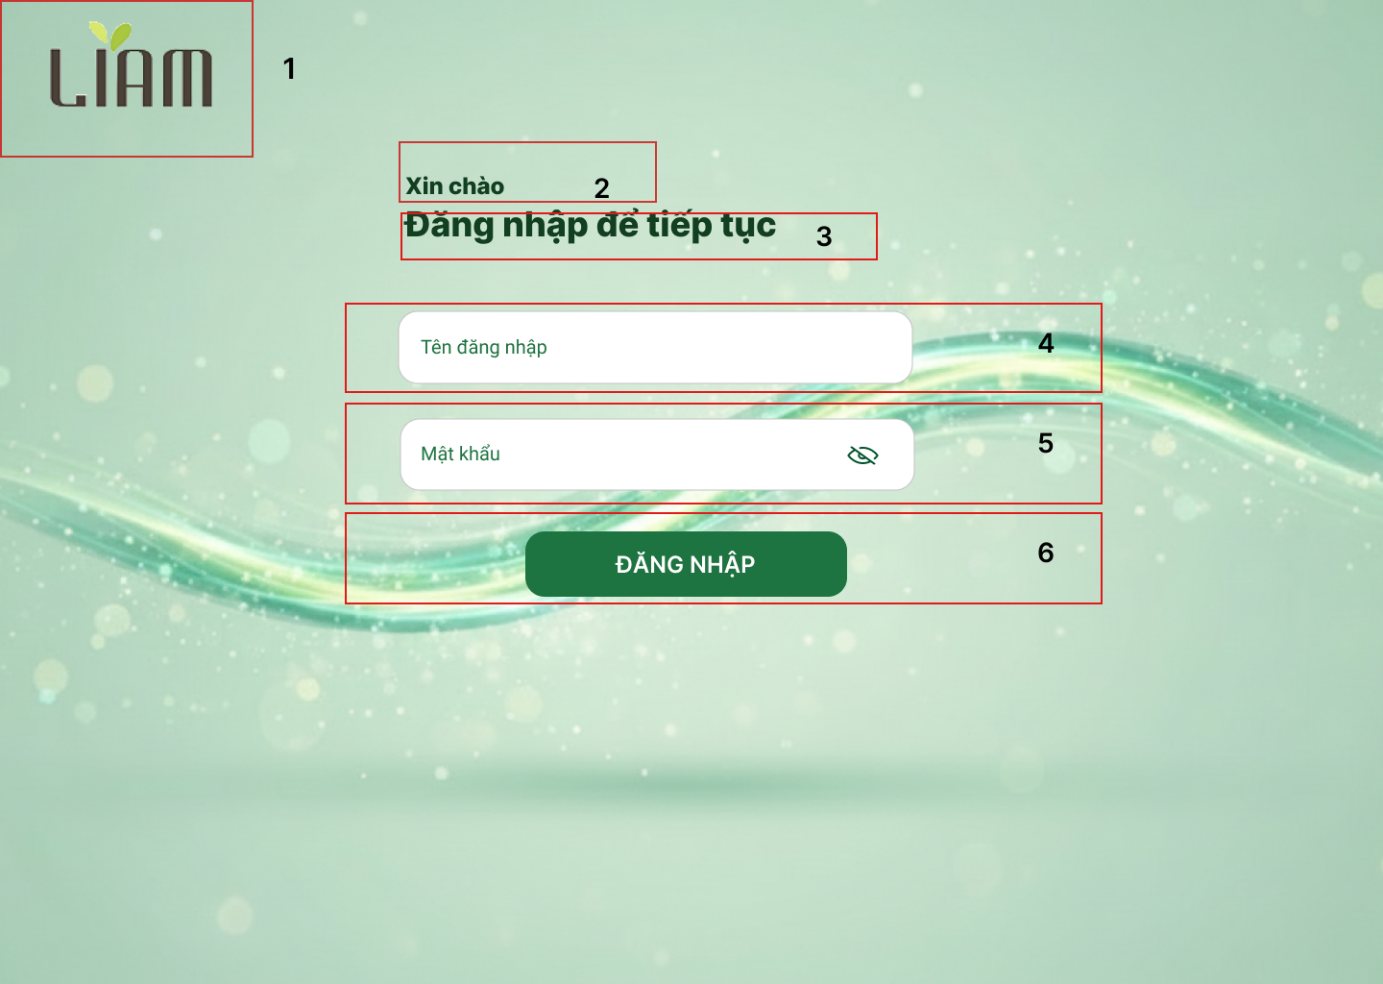 LIAM
1
Xin chào
2
Đăng nhập để tiếp tục
3
Tên đăng nhập
4
Mật khẩu
5
ĐĂNG NHẬP
6